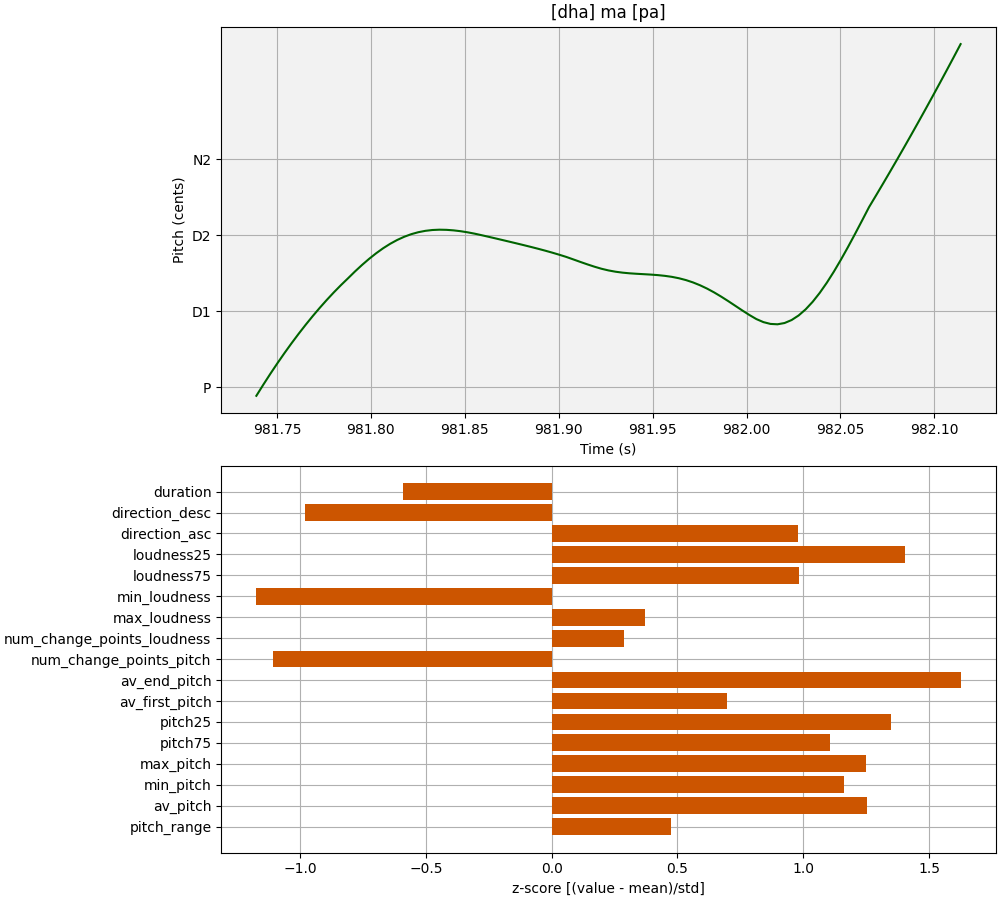 [dha] ma [pa]
Pitch (cents)
N2
D2
D1
P
981.75 981.80 981.85 981.90 981.95 982.00 982.05 982.10
Time (s)
duration
direction_desc
direction_asc
loudness25
loudness75
min_loudness
max_loudness
num_change_points_loudness
num_change_points_pitch
av_end_pitch
av_first_pitch
pitch25
pitch75
max_pitch
min_pitch
av_pitch
pitch_range
−1.0 −0.5 0.0 0.5 1.0 1.5
z-score [(value - mean)/std]